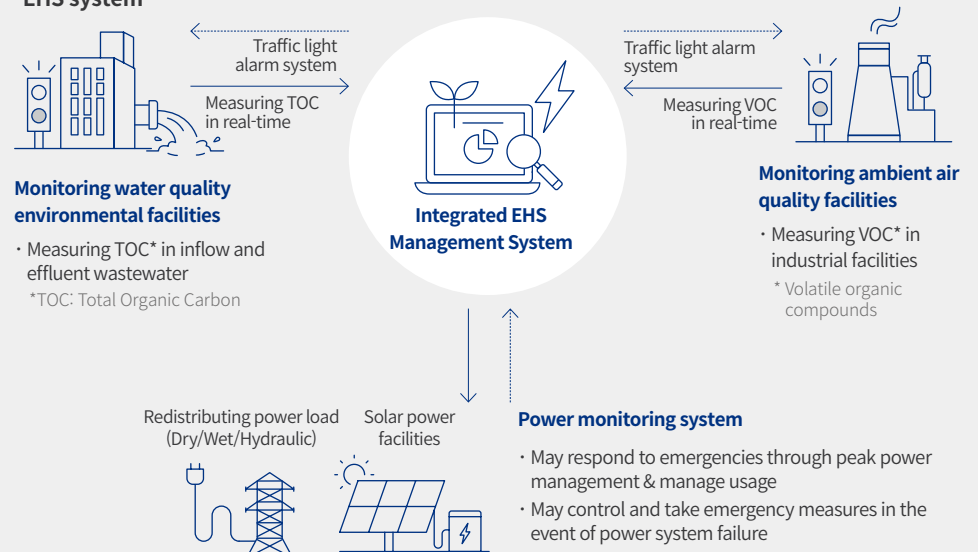 EHS system
Traffic light
alarm system
Measuring TOC
in real-time
Monitoring water quality
environmental facilities
· Measuring TOC* in inflow and
effluent wastewater
*TOC: Total Organic Carbon
Integrated EHS
Management System
Traffic light alarm
system
Measuring VOC
in real-time
Monitoring ambient air
quality facilities
· Measuring VOC* in
industrial facilities
* Volatile organic
compounds
Redistributing power load
(Dry/Wet/Hydraulic)
Solar power
facilities
Power monitoring system
· May respond to emergencies through peak power
management & manage usage
· May control and take emergency measures in the
event of power system failure